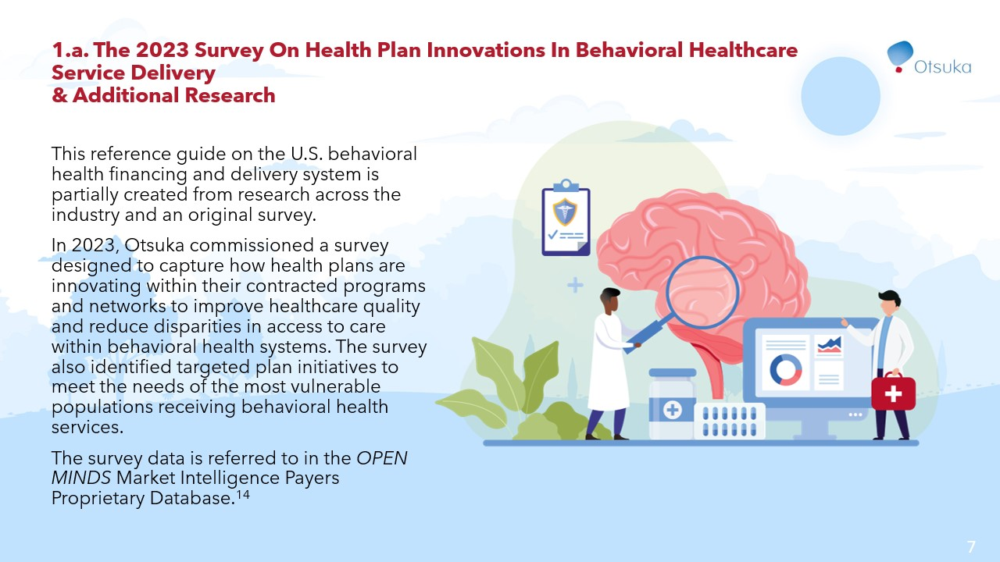 1.a. The 2023 Survey On Health Plan Innovations In Behavioral Healthcare
Service Delivery
& Additional Research
Otsuka
This reference guide on the U.S. behavioral
health financing and delivery system is
partially created from research across the
industry and an original survey.
In 2023, Otsuka commissioned a survey
designed to capture how health plans are
innovating within their contracted programs
and networks to improve healthcare quality
and reduce disparities in access to care
within behavioral health systems. The survey
also identified targeted plan initiatives to
meet the needs of the most vulnerable
populations receiving behavioral health
services.
The survey data is referred to in the OPEN
MINDS Market Intelligence Payers
Proprietary Database.14
7